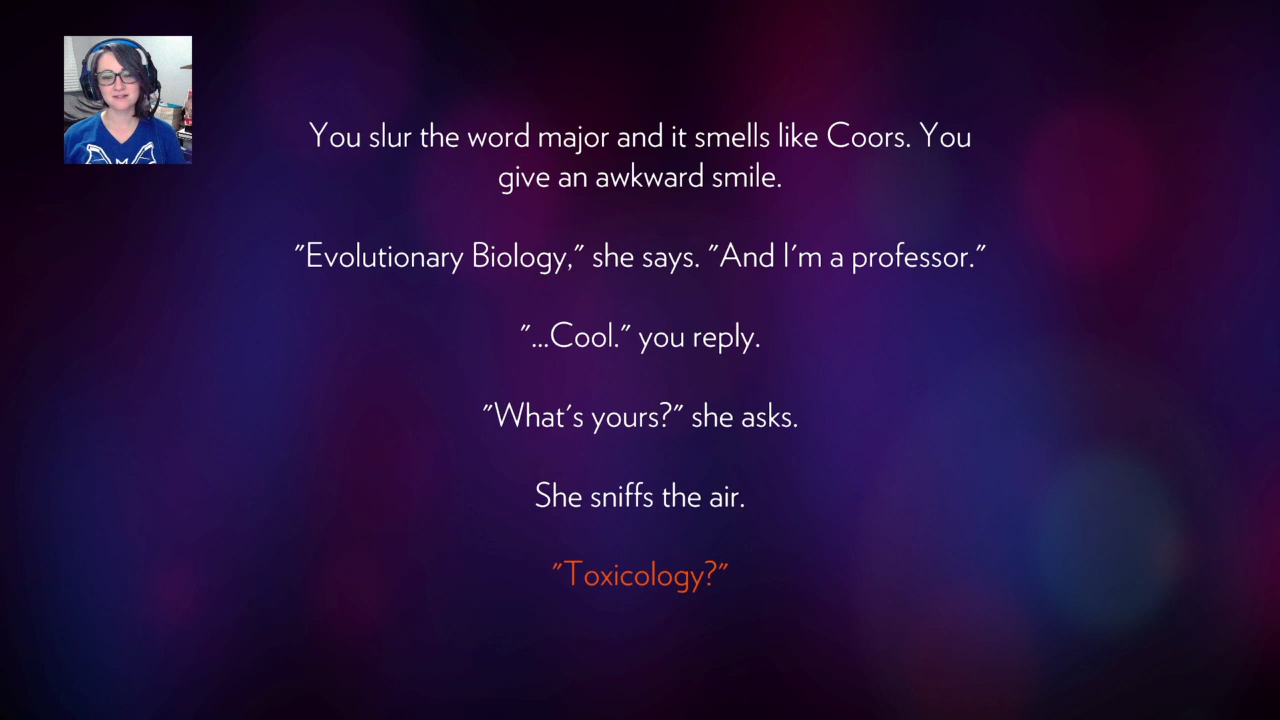 You slur the word major and it smells like Coors. You
give an awkward smile.
"Evolutionary Biology," she says. "And I'm a professor."
"...Cool." you reply.
"What's yours?" she asks.
She sniffs the air.
"Toxicology?"